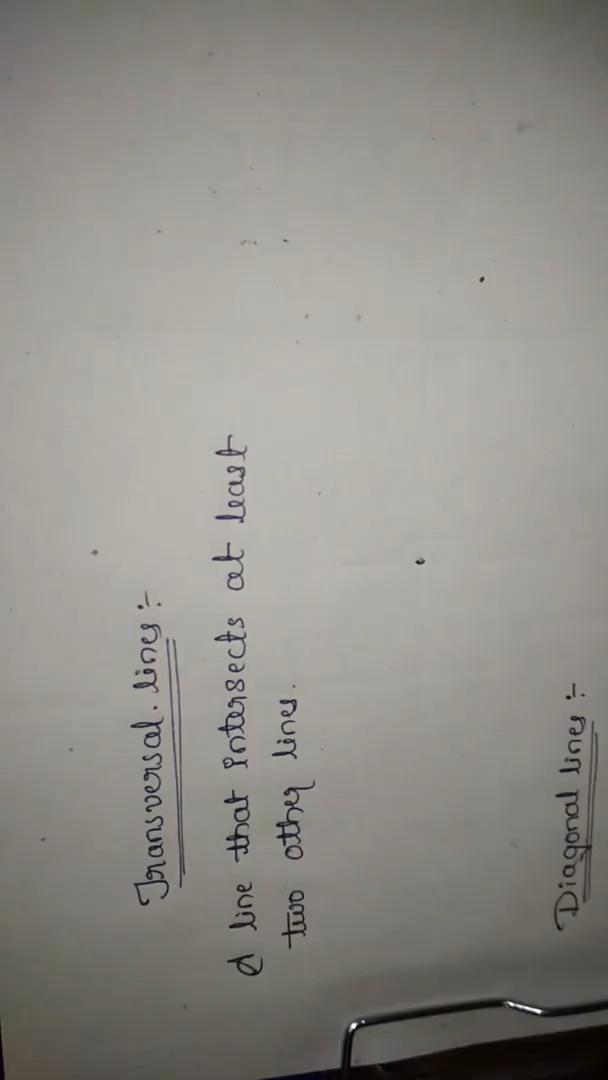 Transversal. lines:-
A line that intersects at least
two other lines.
Diagonal lines:-